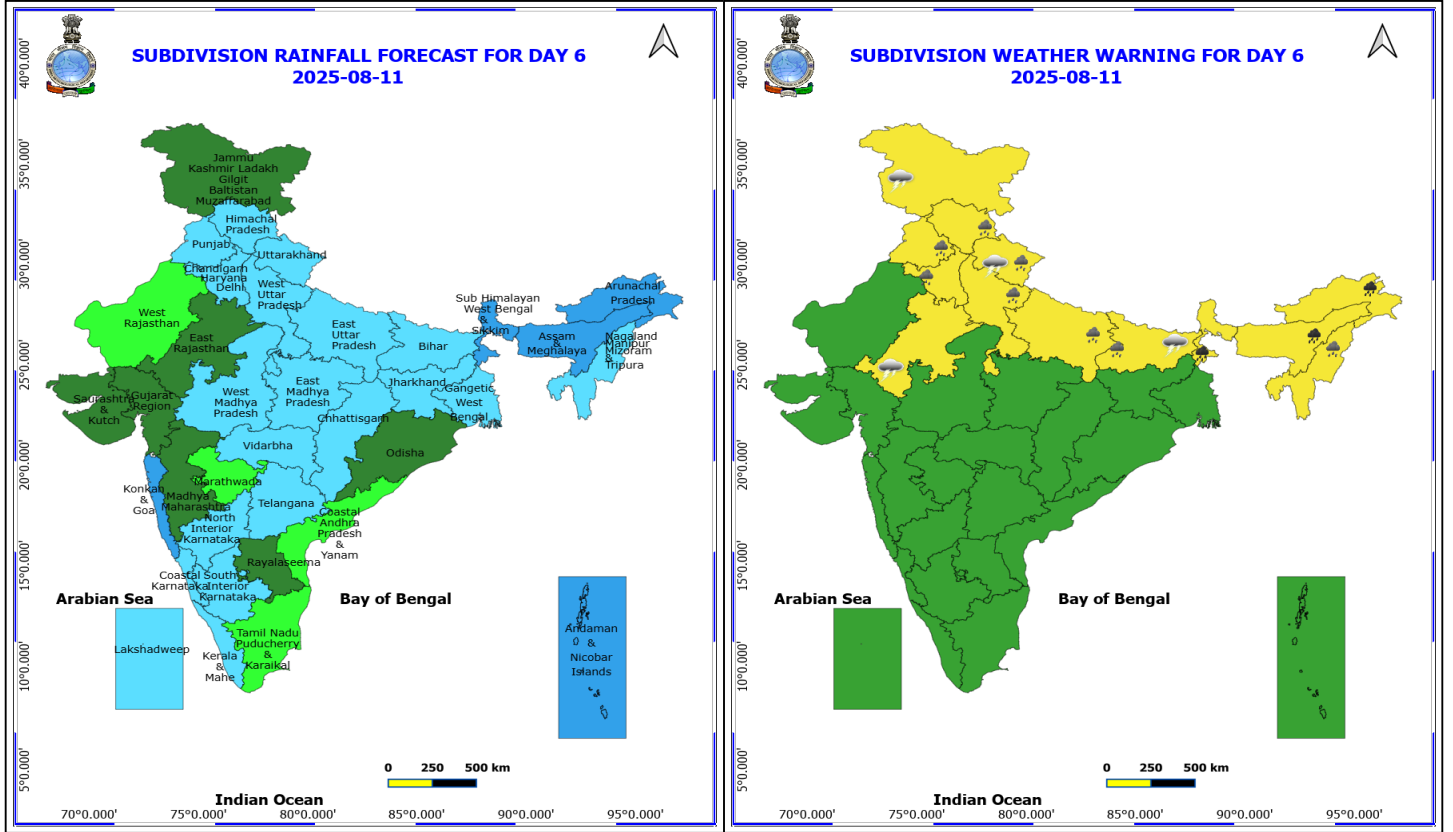 SUBDIVISION RAINFALL FORECAST FOR DAY 6
2025-08-11
40°0.000'
35°0.000'
30°0.000'
25°0.000'
20°0.000'
15°0.000'
10°0.000'
5°0.000'
Jammu
Kashmir Ladakh
Gilgit
Baltistan
Muzaffarabad
Himachal
Pradesh
Punjab
Uttarakhand
Chandigarh
Haryana
Delhi
West
Uttar
Pradesh
West
Rajasthan
East
Rajasthan
East
Uttar
Pradesh
Bihar
Sub Himalayan
West Bengal
&
Sikkim
Arunachal
Pradesh
Assam
&
Meghalaya
Nagaland
Manipur
Mizoram
&
Tripura
Saurashtra
&
Kutch
Gujarat
Region
West
Madhya
Pradesh
East
Madhya
Pradesh
Jharkhand
Gangetic
West
Bengal
Chhattisgarh
Vidarbha
Odisha
Konkan
&
Goa
Madhya
Maharashtra
Marathwada
Telangana
North
Interior
Karnataka
Coastal
Andhra
Pradesh
&
Yanam
Rayalaseema
Coastal
Karnataka
South
Interior
Karnataka
Arabian Sea
Bay of Bengal
Lakshadweep
Kerala
&
Mahe
Tamil Nadu
Puducherry
&
Karaikal
Andaman
&
Nicobar
Islands
0 250 500 km
Indian Ocean
70°0.000' 75°0.000' 80°0.000' 85°0.000' 90°0.000' 95°0.000'
SUBDIVISION WEATHER WARNING FOR DAY 6
2025-08-11
40°0.000'
35°0.000'
30°0.000'
25°0.000'
20°0.000'
15°0.000'
10°0.000'
5°0.000'
Arabian Sea
Bay of Bengal
0 250 500 km
Indian Ocean
70°0.000' 75°0.000' 80°0.000' 85°0.000' 90°0.000' 95°0.000'